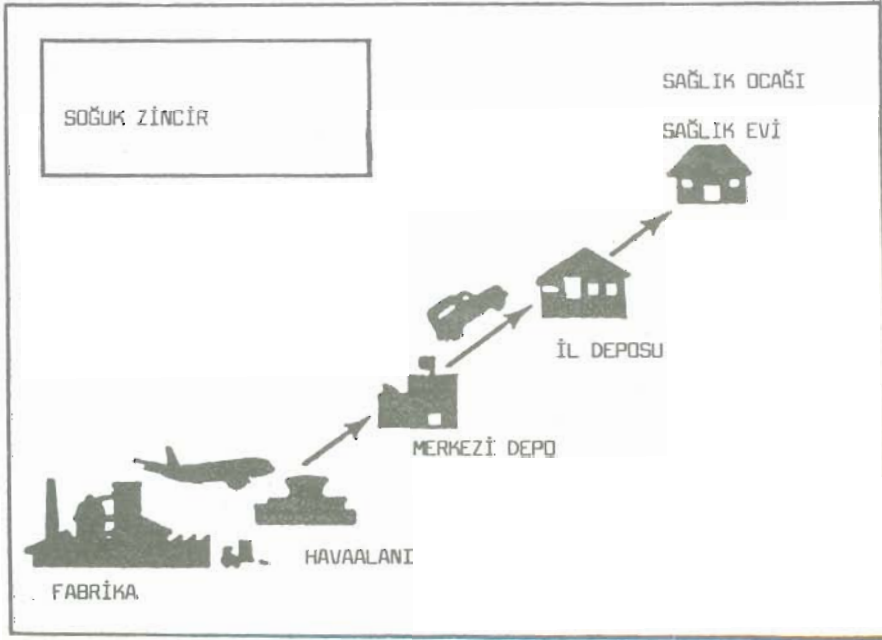 SOĞUK ZİNCİR
SAĞLIK OCAĞI
SAĞLIK EVİ
İL DEPOSU
MERKEZİ DEPO
HAVAALANI
FABRİKA